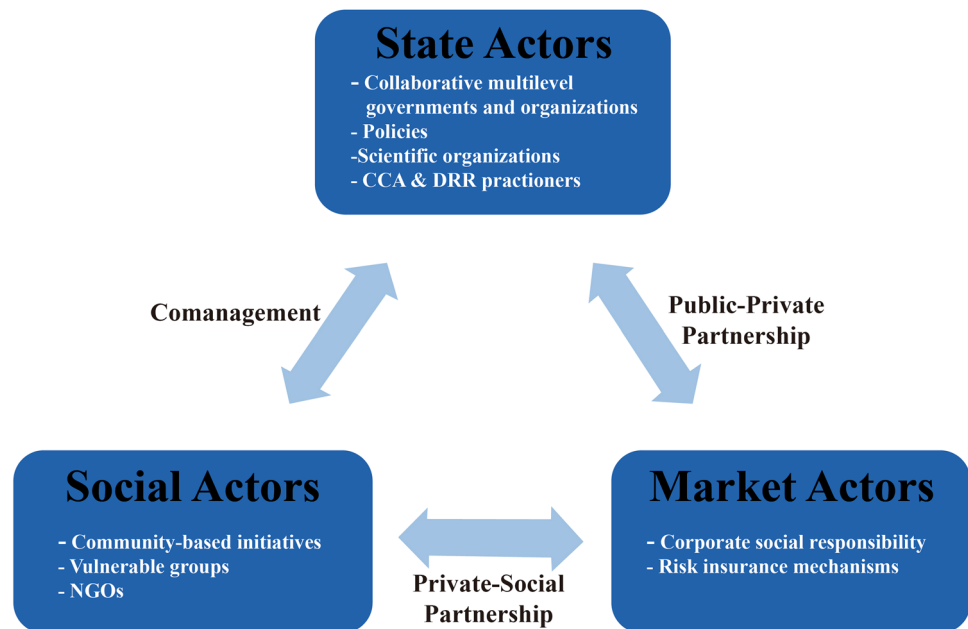 State Actors
- Collaborative multilevel
governments and organizations
- Policies
-Scientific organizations
- CCA & DRR practioners
Comanagement
Public-Private
Partnership
Social Actors
- Community-based initiatives
- Vulnerable groups
- NGOs
Private-Social
Partnership
Market Actors
- Corporate social responsibility
- Risk insurance mechanisms